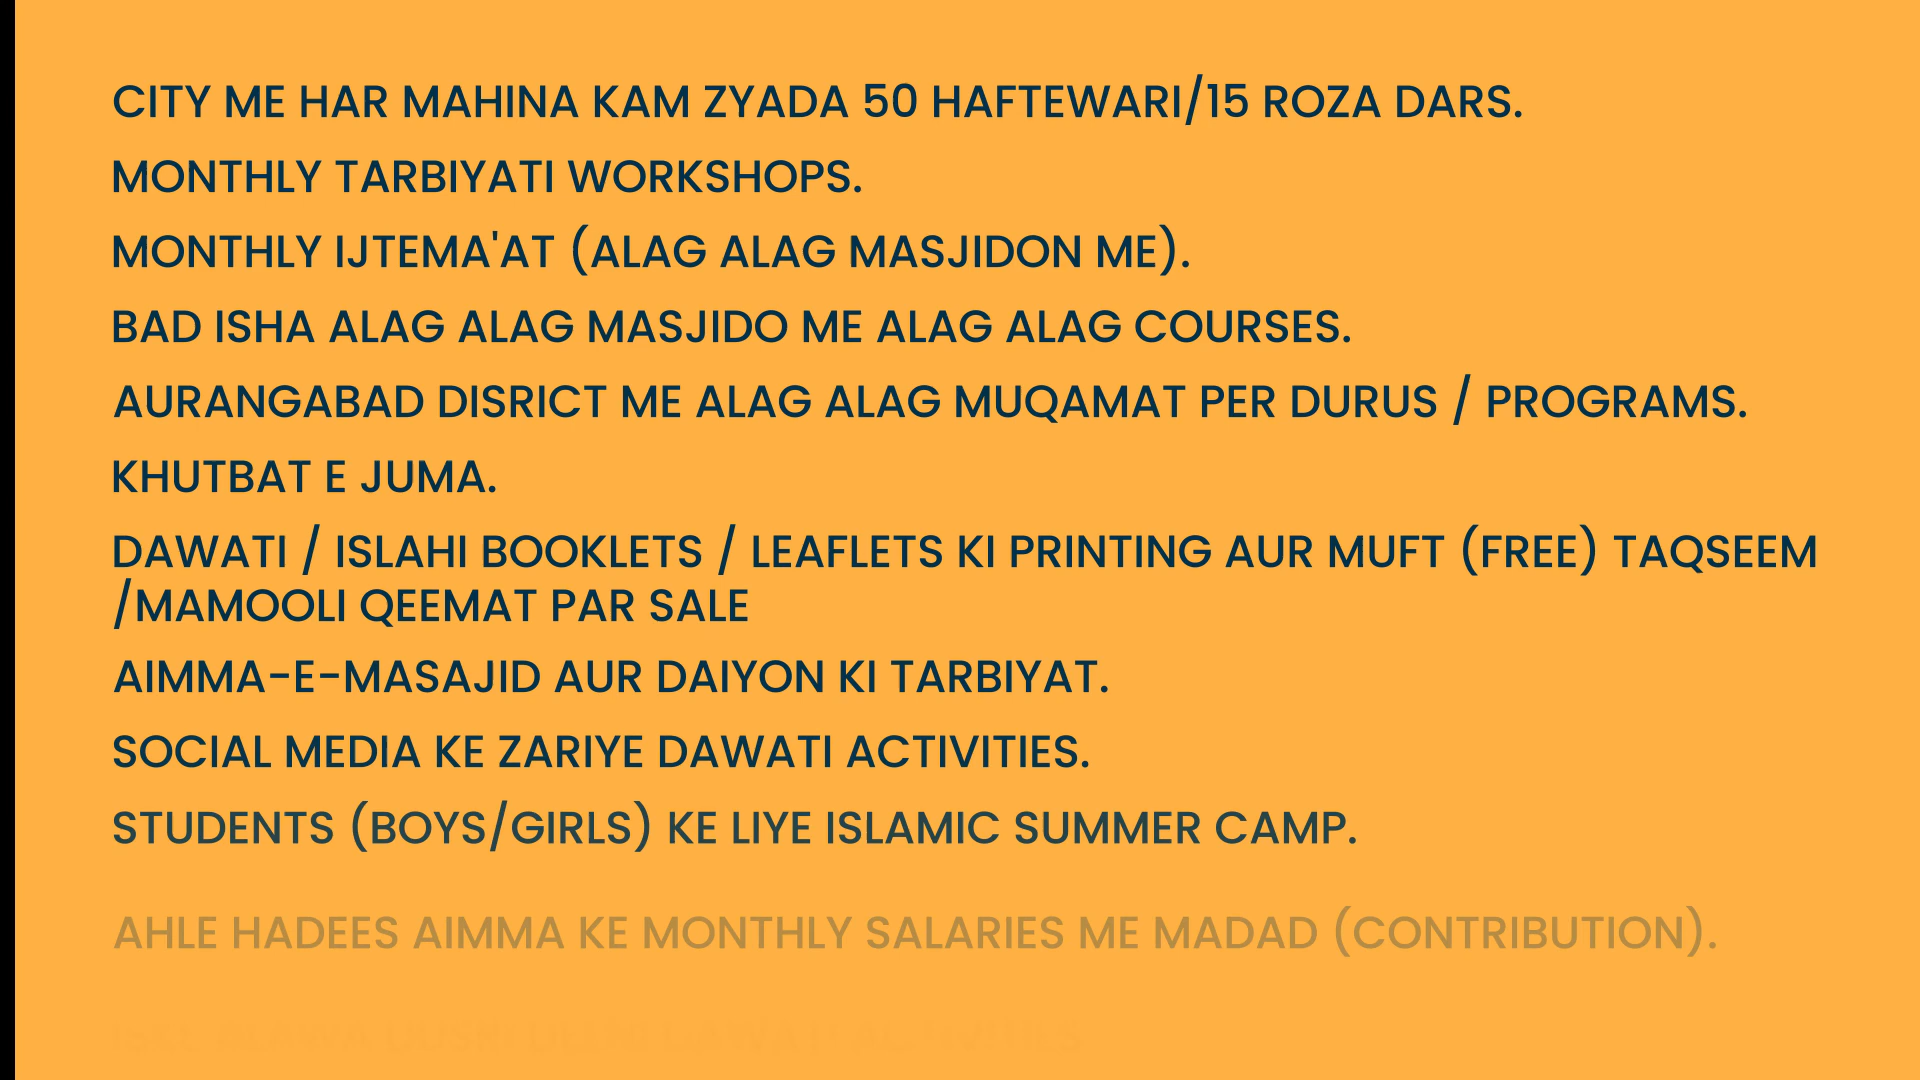 CITY ME HAR MAHINA KAM ZYADA 50 HAFTEWARI/15 ROZA DARS.
MONTHLY TARBIYATI WORKSHOPS.
MONTHLY IJTEMA'AT (ALAG ALAG MASJIDON ME).
BAD ISHA ALAG ALAG MASJIDO ME ALAG ALAG COURSES.
AURANGABAD DISRICT ME ALAG ALAG MUQAMAT PER DURUS / PROGRAMS.
KHUTBAT E JUMA.
DAWATI / ISLAHI BOOKLETS / LEAFLETS KI PRINTING AUR MUFT (FREE) TAQSEEM
/MAMOOLI QEEMAT PAR SALE
AIMMA-E-MASAJID AUR DAIYON KI TARBIYAT.
SOCIAL MEDIA KE ZARIYE DAWATI ACTIVITIES.
STUDENTS (BOYS/GIRLS) KE LIYE ISLAMIC SUMMER CAMP.
AHLE HADEES AIMMA KE MONTHLY SALARIES ME MADAD (CONTRIBUTION).